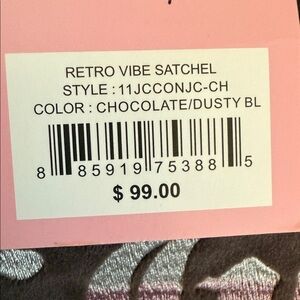 RETRO VIBE SATCHEL
STYLE : 11JCCONJC-CH
COLOR : CHOCOLATE/DUSTY BL
8 85919 75388 5
$ 99.00